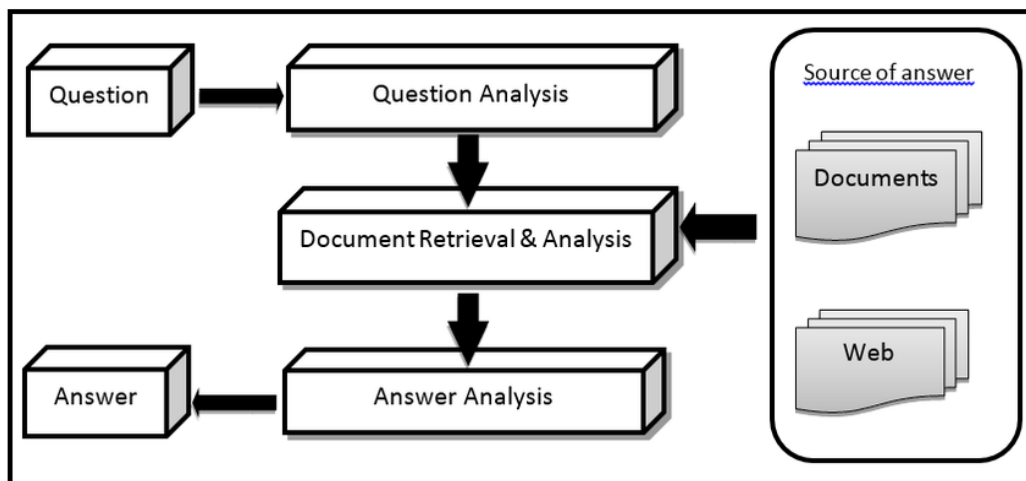 Question
Question Analysis
Source of answer
Documents
Document Retrieval & Analysis
Web
Answer
Answer Analysis